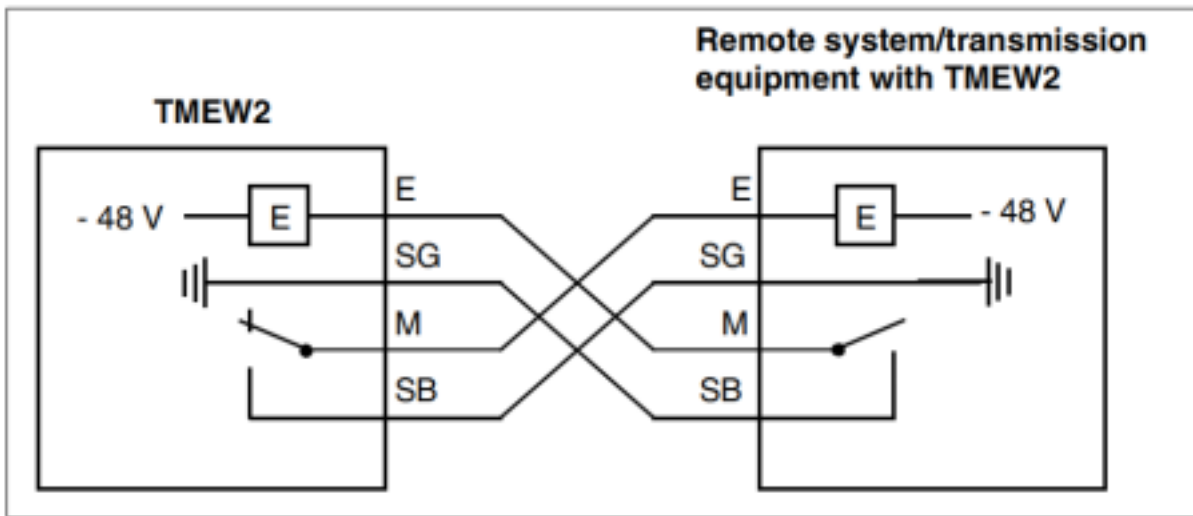 Remote system/transmission
equipment with TMEW2
TMEW2
- 48 V
E
E
SG
M
SB
E
SG
M
SB
E
- 48 V